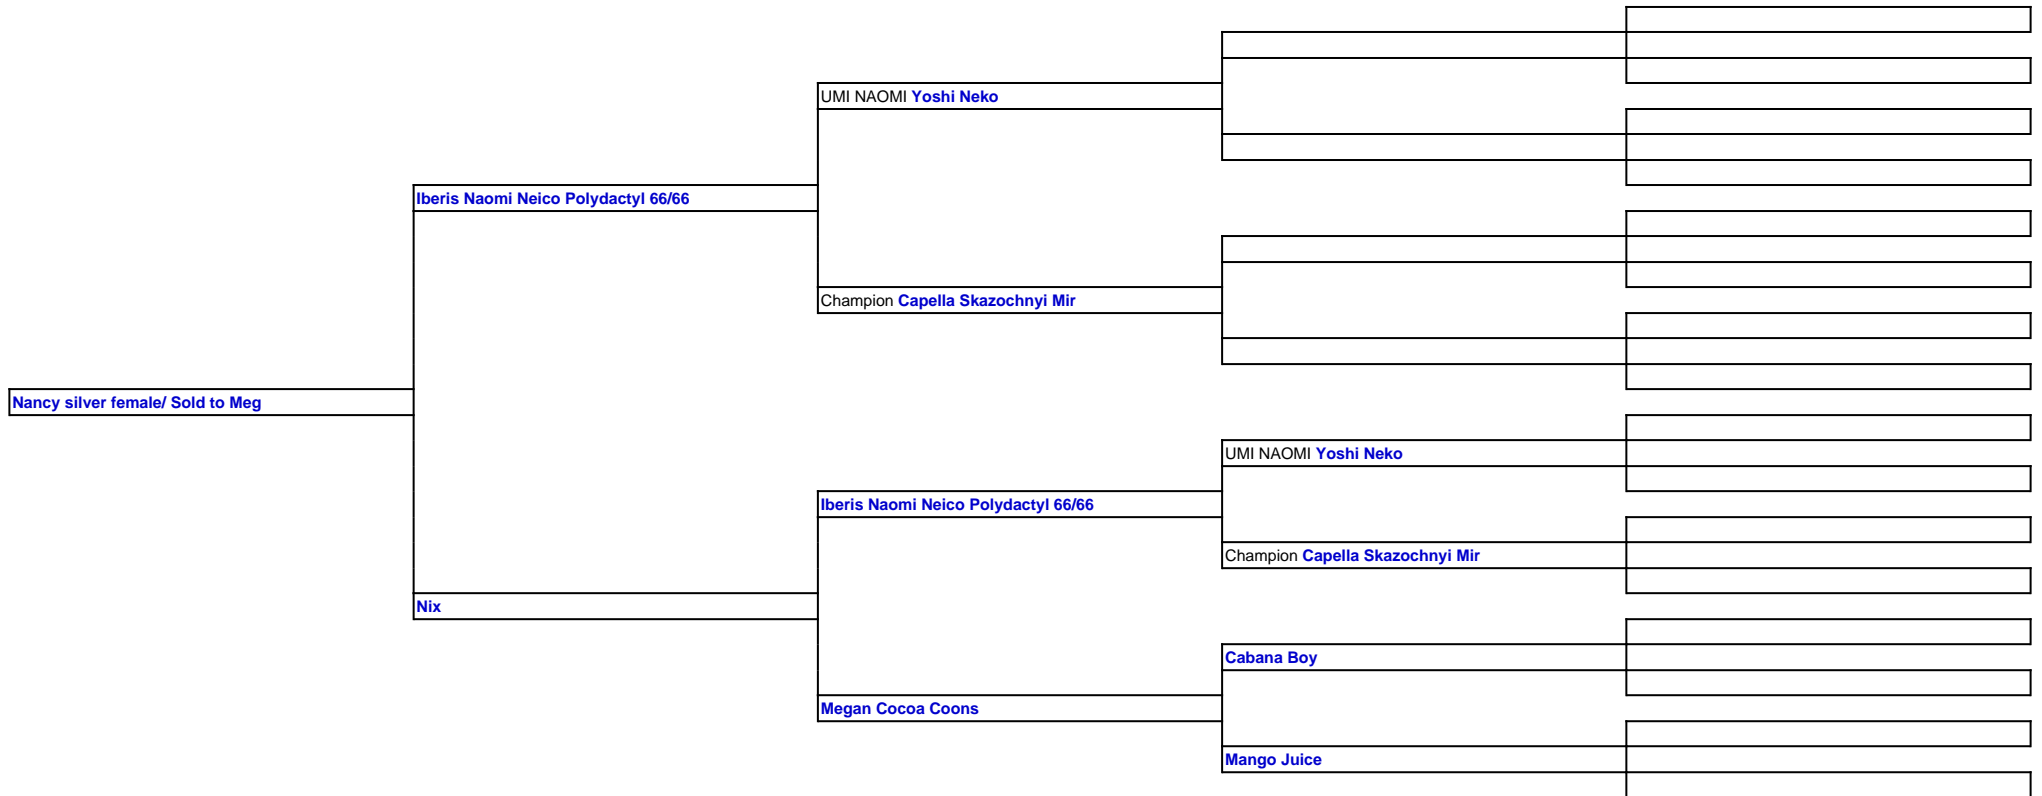 UMI NAOMI Yoshi Neko
Iberis Naomi Neico Polydactyl 66/66
Champion Capella Skazochnyi Mir
Nancy silver female/ Sold to Meg
UMI NAOMI Yoshi Neko
Iberis Naomi Neico Polydactyl 66/66
Champion Capella Skazochnyi Mir
Nix
Cabana Boy
Megan Cocoa Coons
Mango Juice